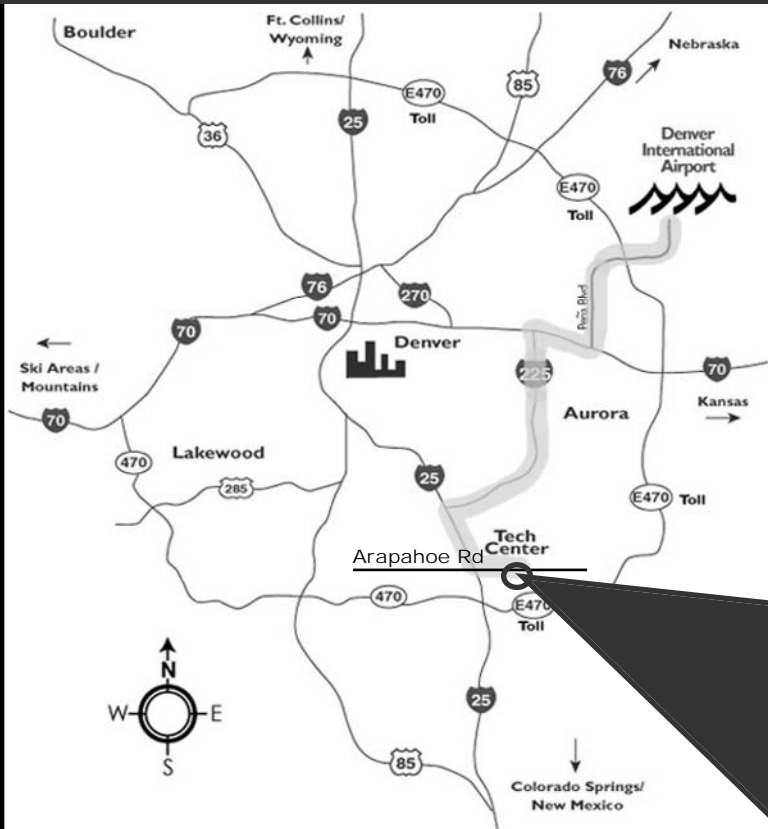 Boulder
Ft. Collins/
Wyoming
Nebraska
76
85
E470
Toll
25
36
Denver
International
Airport
E470
Toll
76
270
Peña Blvd
70
70
Denver
Ski Areas /
Mountains
225
70
Kansas
Aurora
70
Lakewood
470
25
285
E470 Toll
Tech
Center
Arapahoe Rd
470
E470
Toll
N
W
E
S
25
85
Colorado Springs/
New Mexico